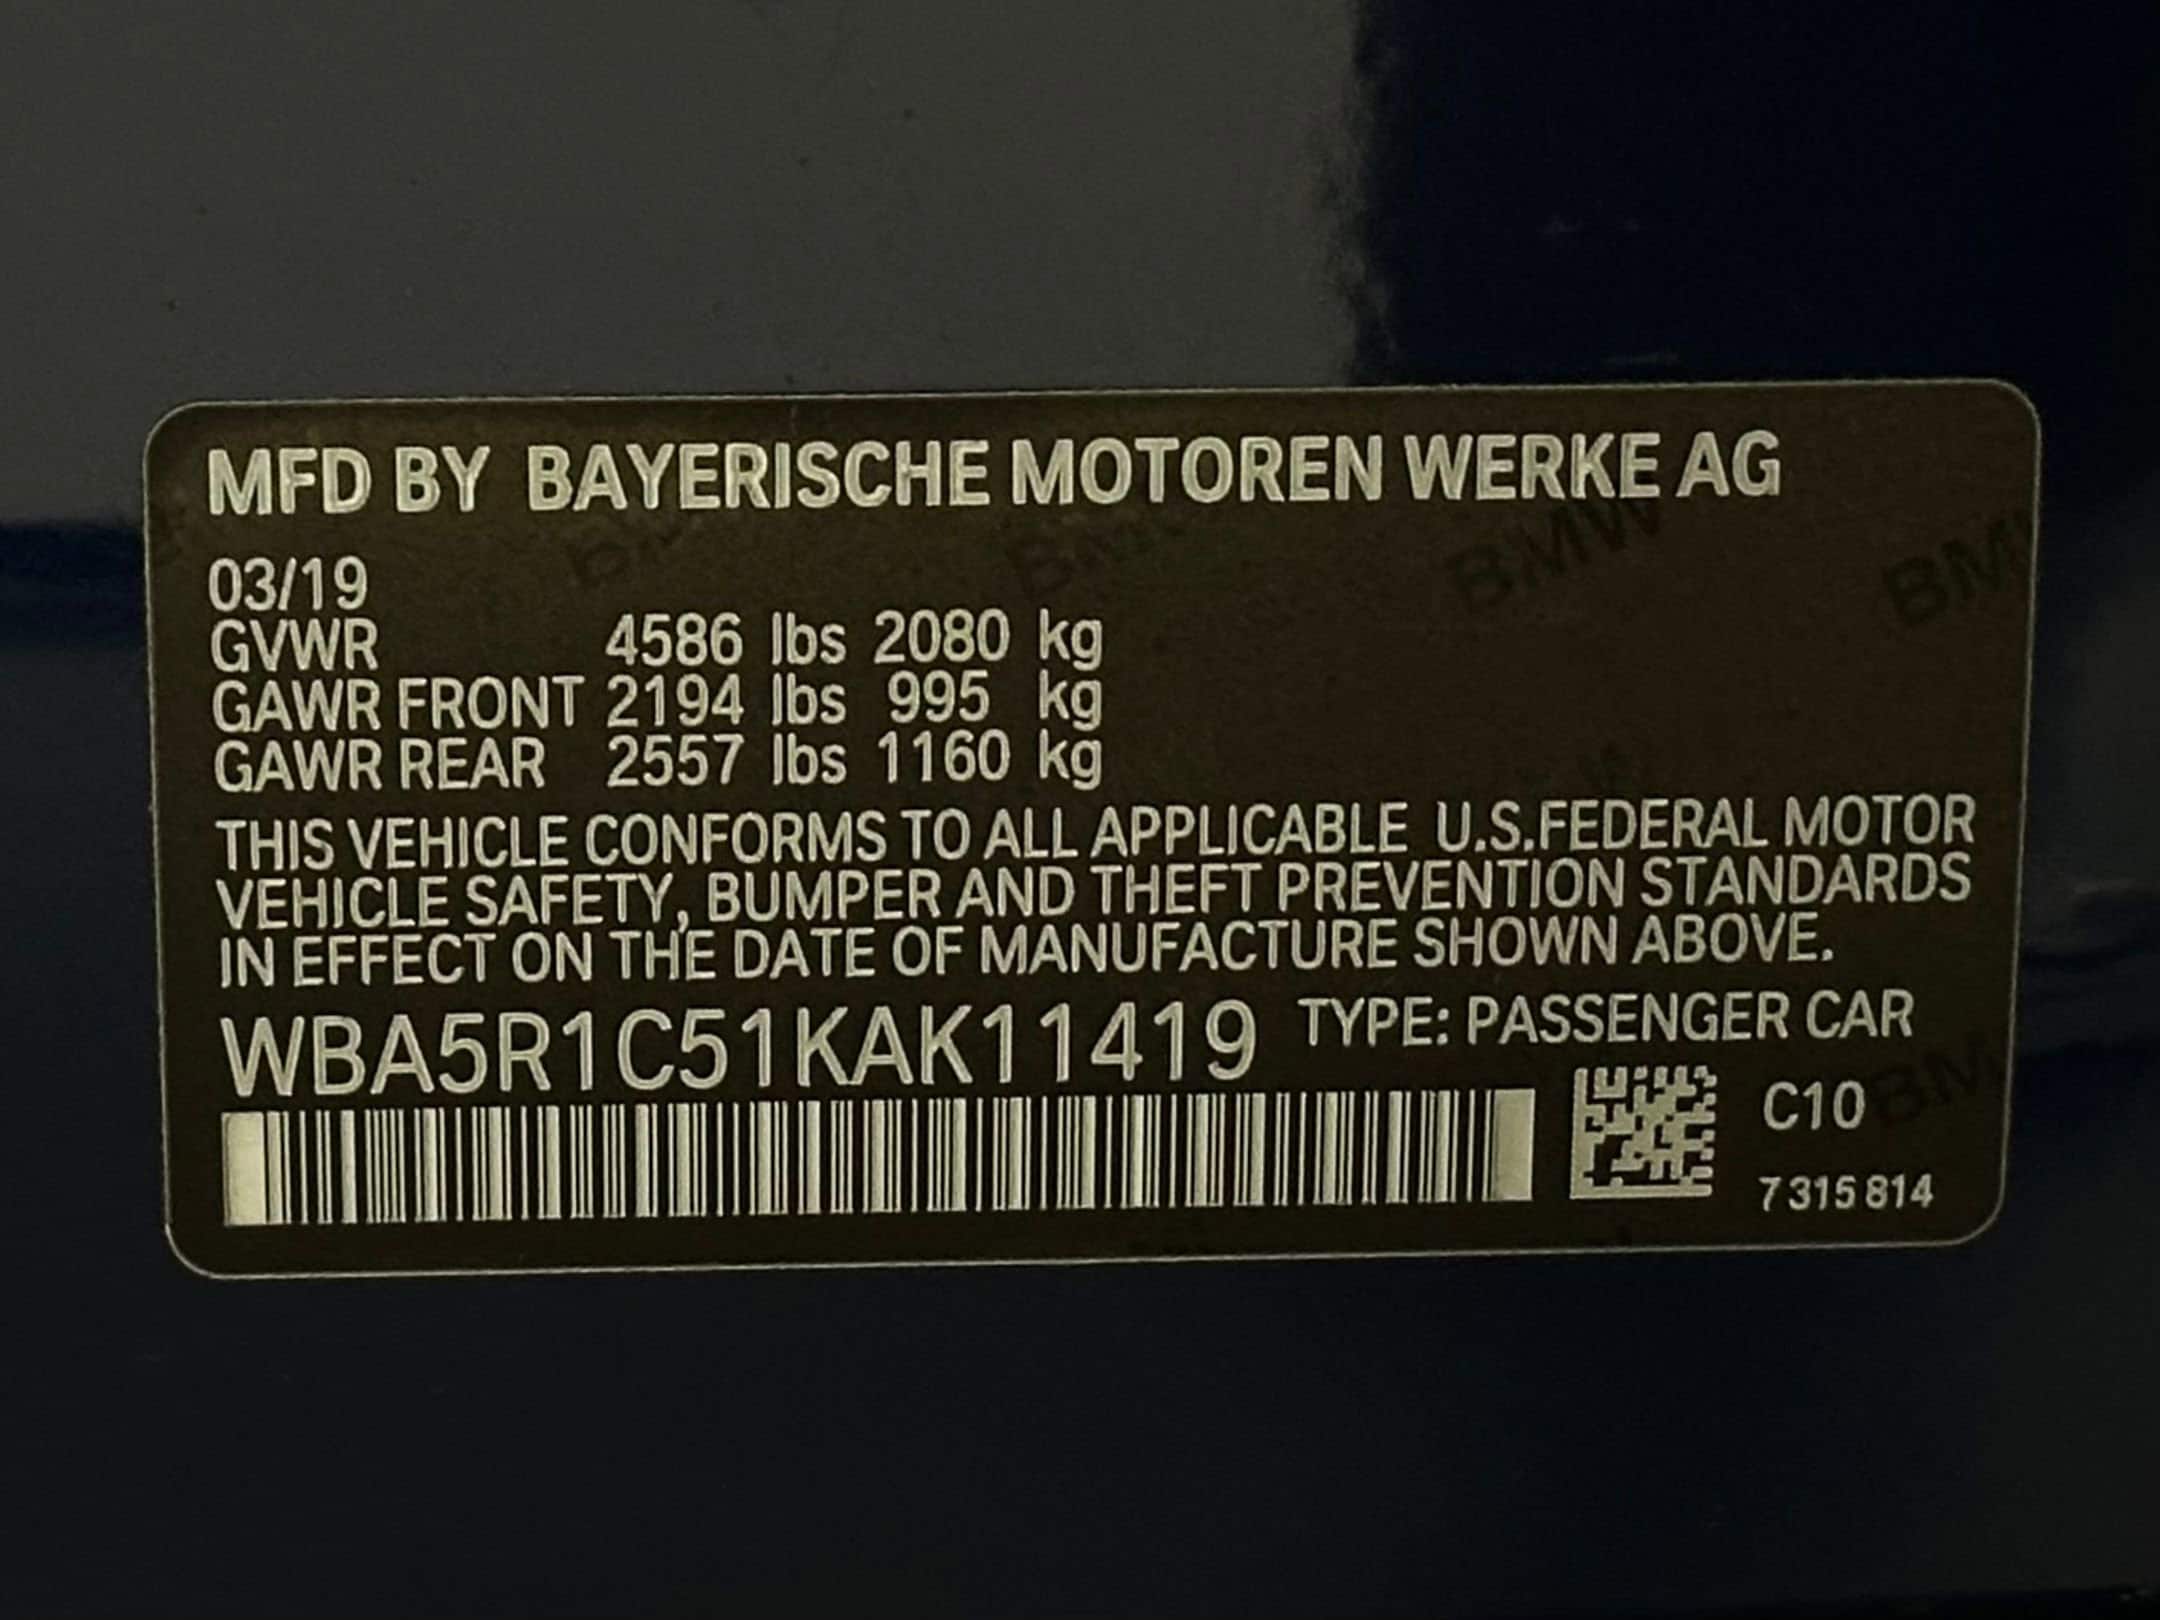 MFD BY BAYERISCHE MOTOREN WERKE AG
03/19
GVWR 4586 lbs 2080 kg
GAWR FRONT 2194 lbs 995 kg
GAWR REAR 2557 lbs 1160 kg
THIS VEHICLE CONFORMS TO ALL APPLICABLE U.S.FEDERAL MOTOR
VEHICLE SAFETY, BUMPER AND THEFT PREVENTION STANDARDS
IN EFFECT ON THE DATE OF MANUFACTURE SHOWN ABOVE.
WBA5R1C51KAK11419 TYPE: PASSENGER CAR
C10
7 315 814